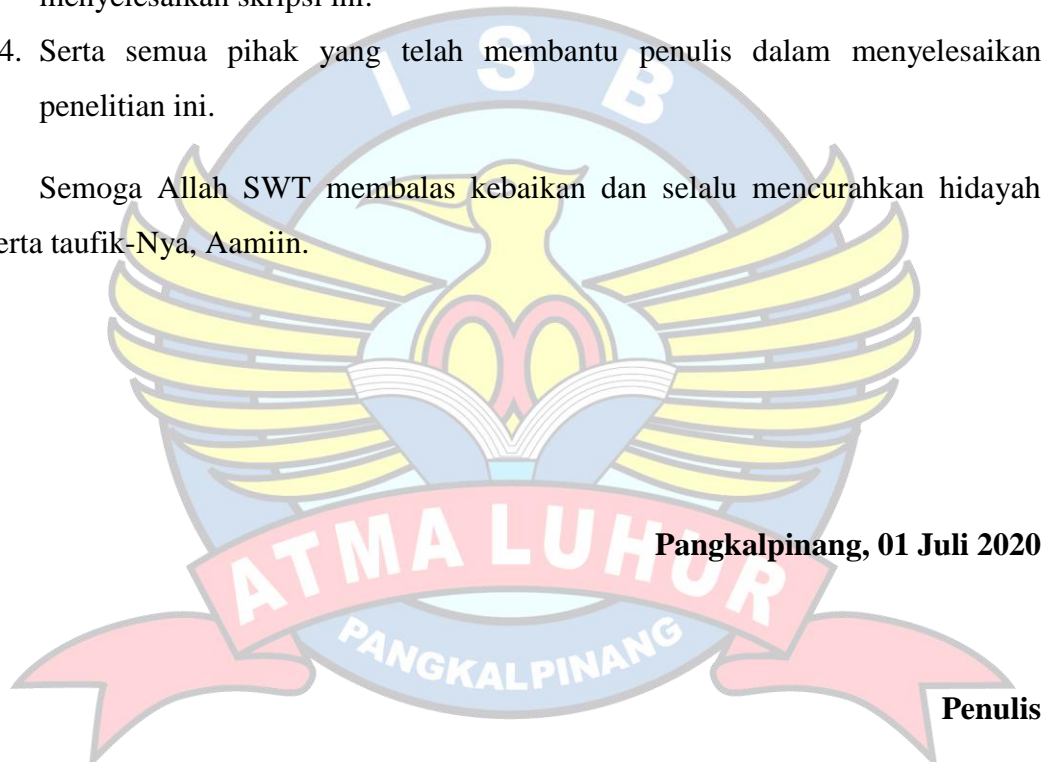 menyelesaikan skripsi ini.
4. Serta semua pihak yang telah membantu penulis dalam menyelesaikan
penelitian ini.
Semoga Allah SWT membalas kebaikan dan selalu mencurahkan hidayah
erta taufik-Nya, Aamiin.
I S B
ATMA LUHUR
PANGKALPINANG
Pangkalpinang, 01 Juli 2020
Penulis